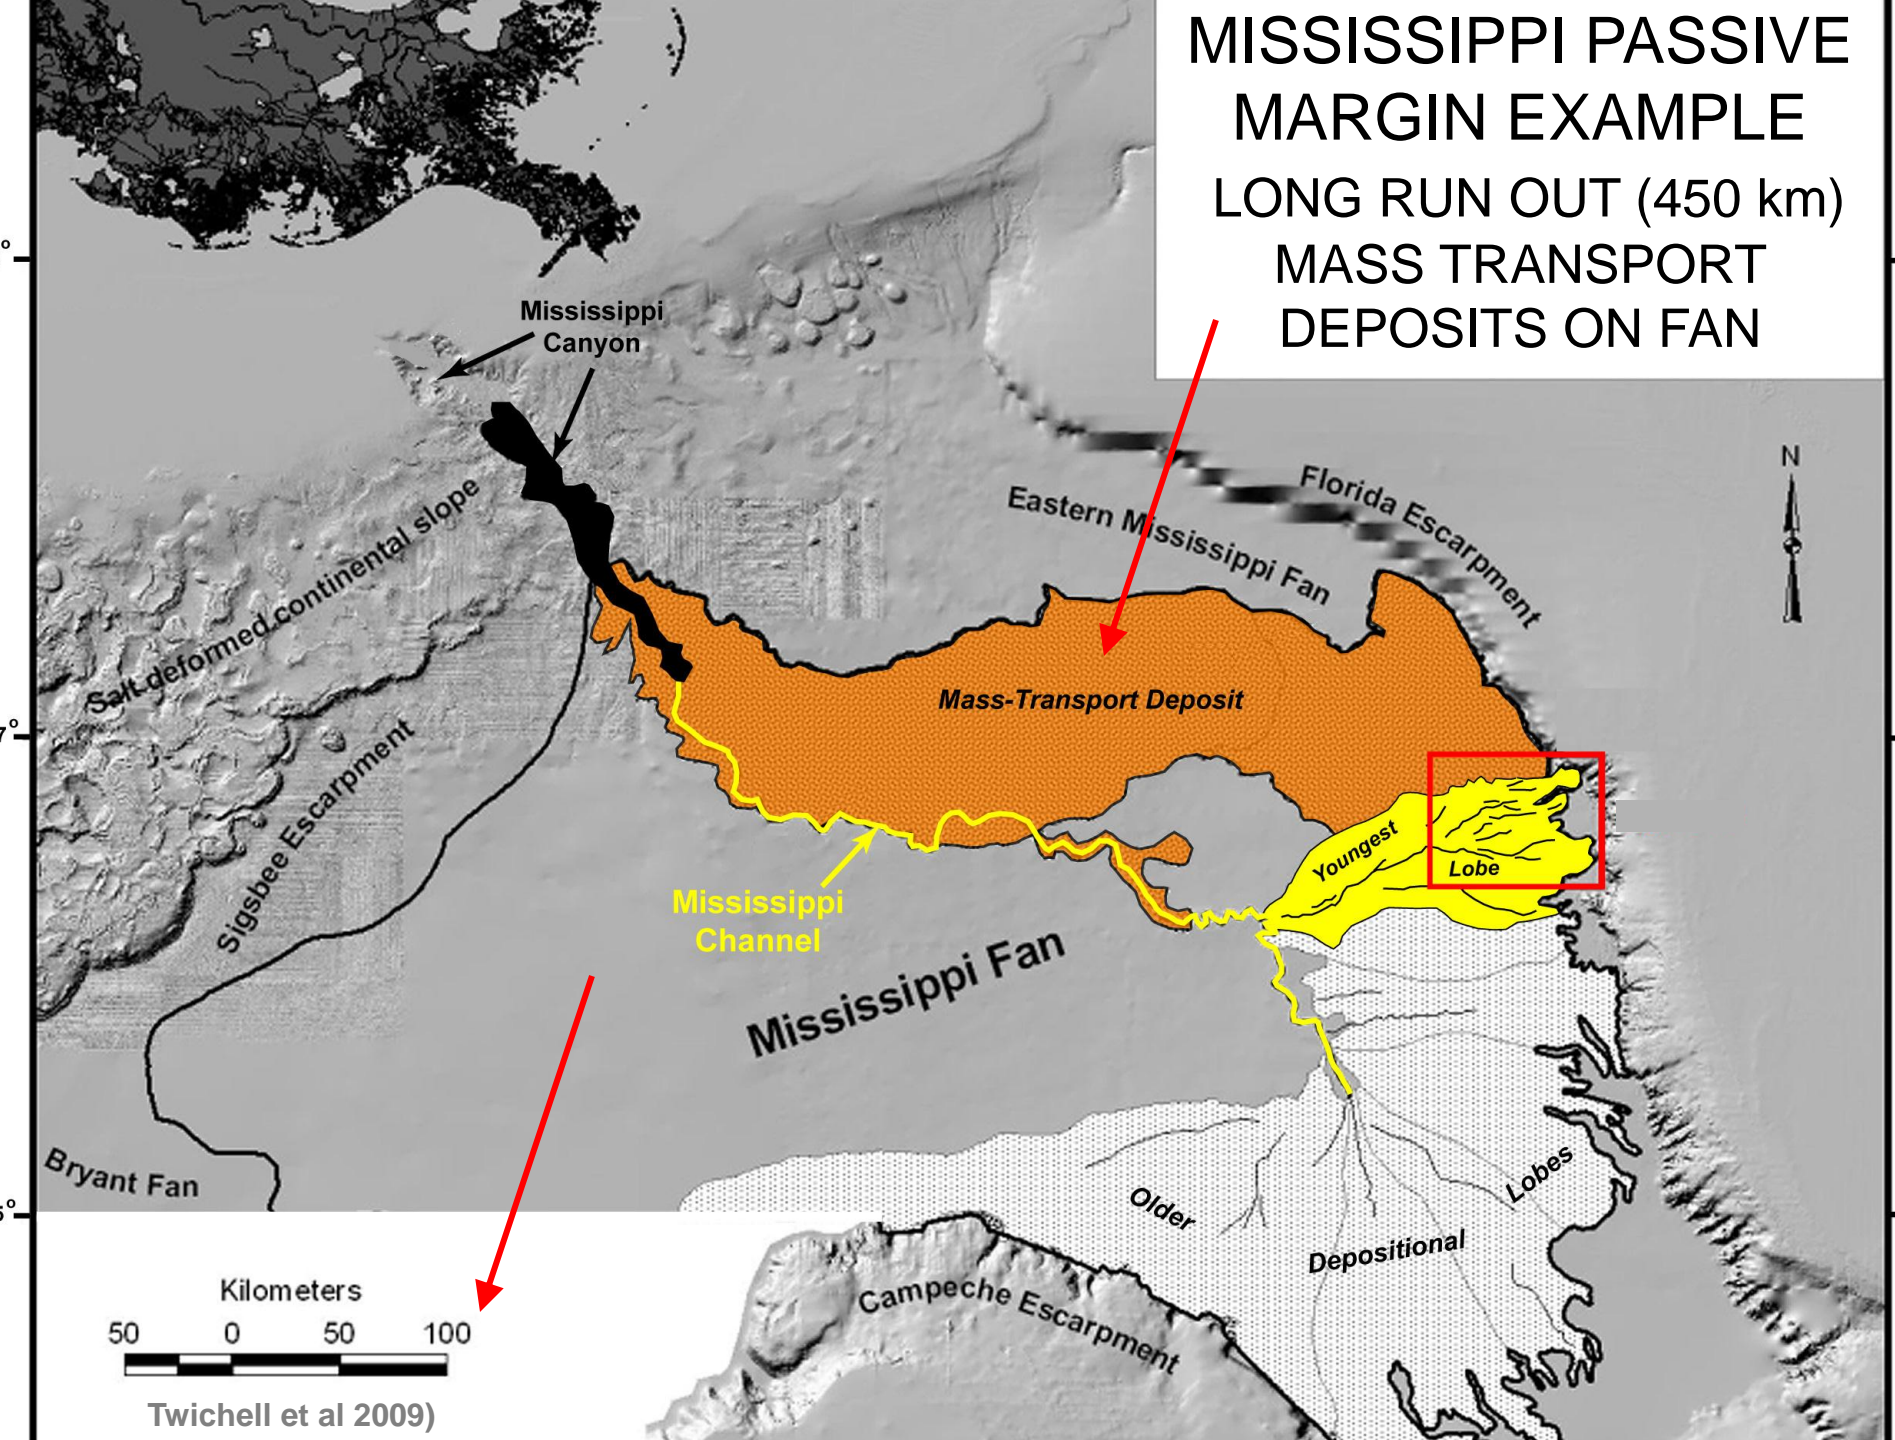 MISSISSIPPI PASSIVE
MARGIN EXAMPLE
LONG RUN OUT (450 km)
MASS TRANSPORT
DEPOSITS ON FAN
Mississippi
Canyon
N
Florida Escarpment
Eastern Mississippi Fan
Salt-deformed continental slope
Mass-Transport Deposit
Sigsbee Escarpment
Youngest
Lobe
Mississippi
Channel
Mississippi Fan
Bryant Fan
Older
Lobes
Depositional
Campeche Escarpment
Kilometers
50 0 50 100
Twichell et al 2009)